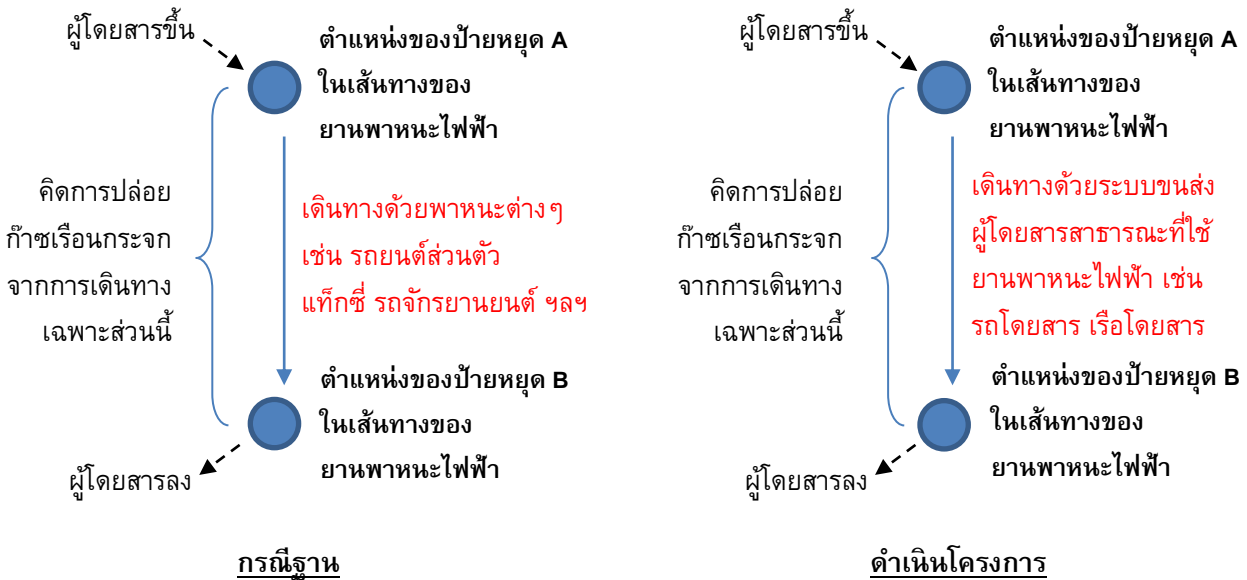 ผู้โดยสารขึ้น
ตำแหน่งของป้ายหยุด A
ในเส้นทางของ
ยานพาหนะไฟฟ้า
คิดการปล่อย
ก๊าซเรือนกระจก
จากการเดินทาง
เฉพาะส่วนนี้
เดินทางด้วยพาหนะต่างๆ
เช่น รถยนต์ส่วนตัว
แท็กซี่ รถจักรยานยนต์ ฯลฯ
ตำแหน่งของป้ายหยุด B
ในเส้นทางของ
ยานพาหนะไฟฟ้า
ผู้โดยสารลง
กรณีฐาน
ผู้โดยสารขึ้น
ตำแหน่งของป้ายหยุด A
ในเส้นทางของ
ยานพาหนะไฟฟ้า
คิดการปล่อย
ก๊าซเรือนกระจก
จากการเดินทาง
เฉพาะส่วนนี้
เดินทางด้วยระบบขนส่ง
ผู้โดยสารสาธารณะที่ใช้
ยานพาหนะไฟฟ้า เช่น
รถโดยสาร เรือโดยสาร
ตำแหน่งของป้ายหยุด B
ในเส้นทางของ
ยานพาหนะไฟฟ้า
ผู้โดยสารลง
ดำเนินโครงการ